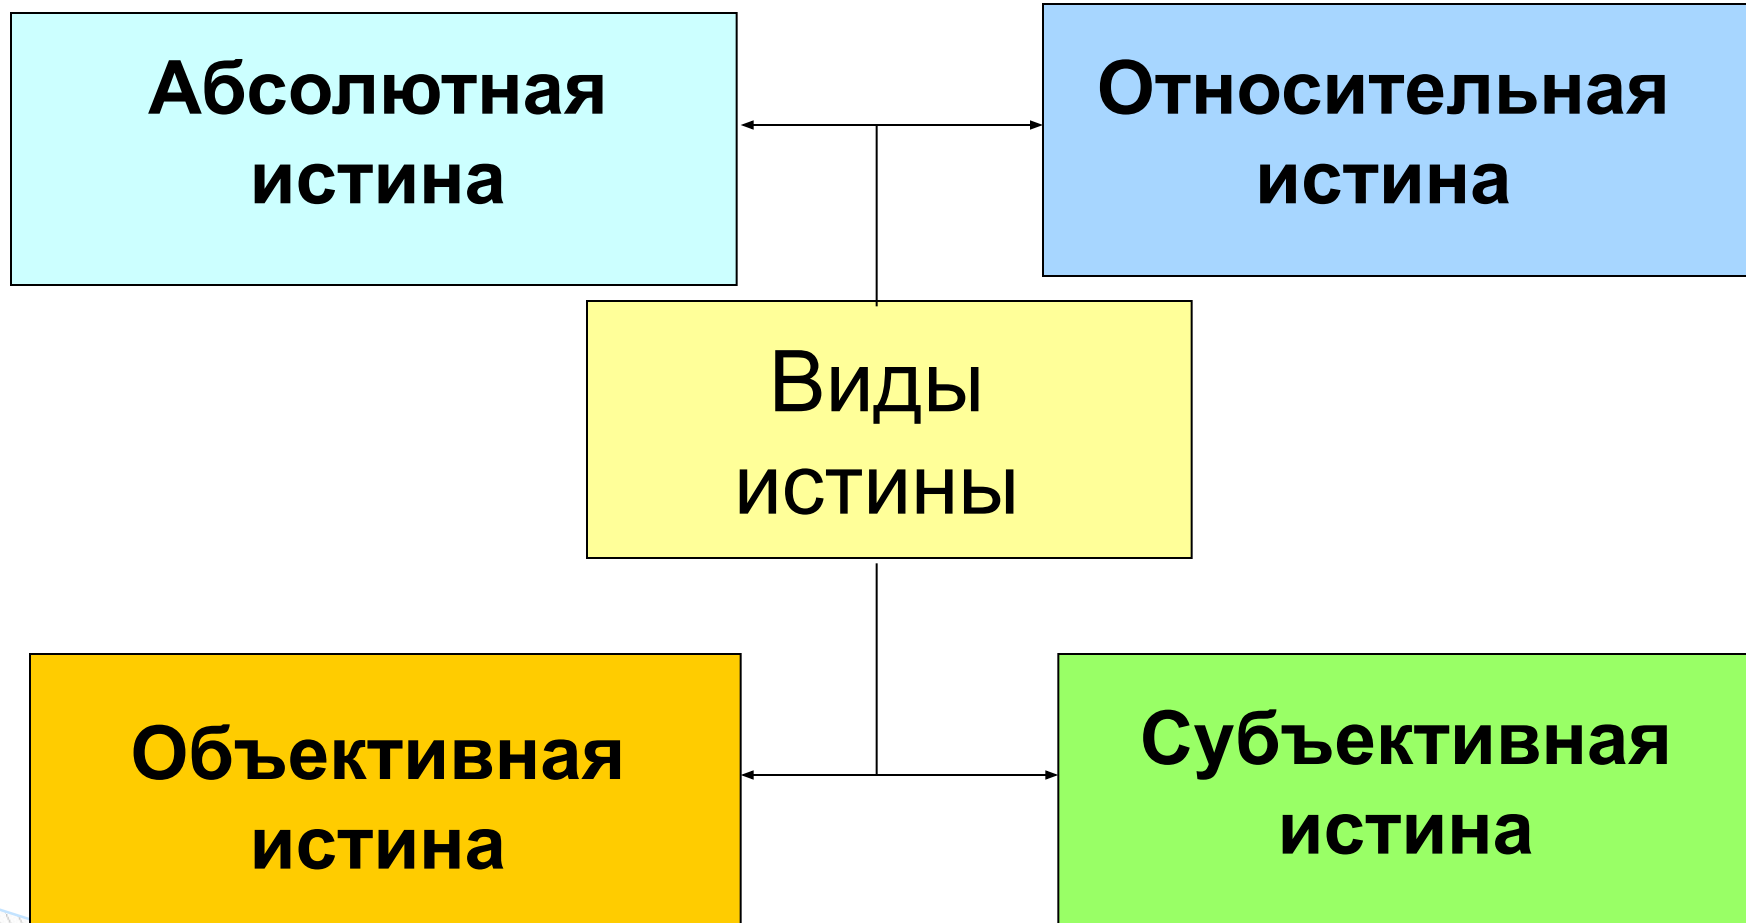 Абсолютная
истина
Относительная
истина
Виды
истины
Объективная
истина
Субъективная
истина